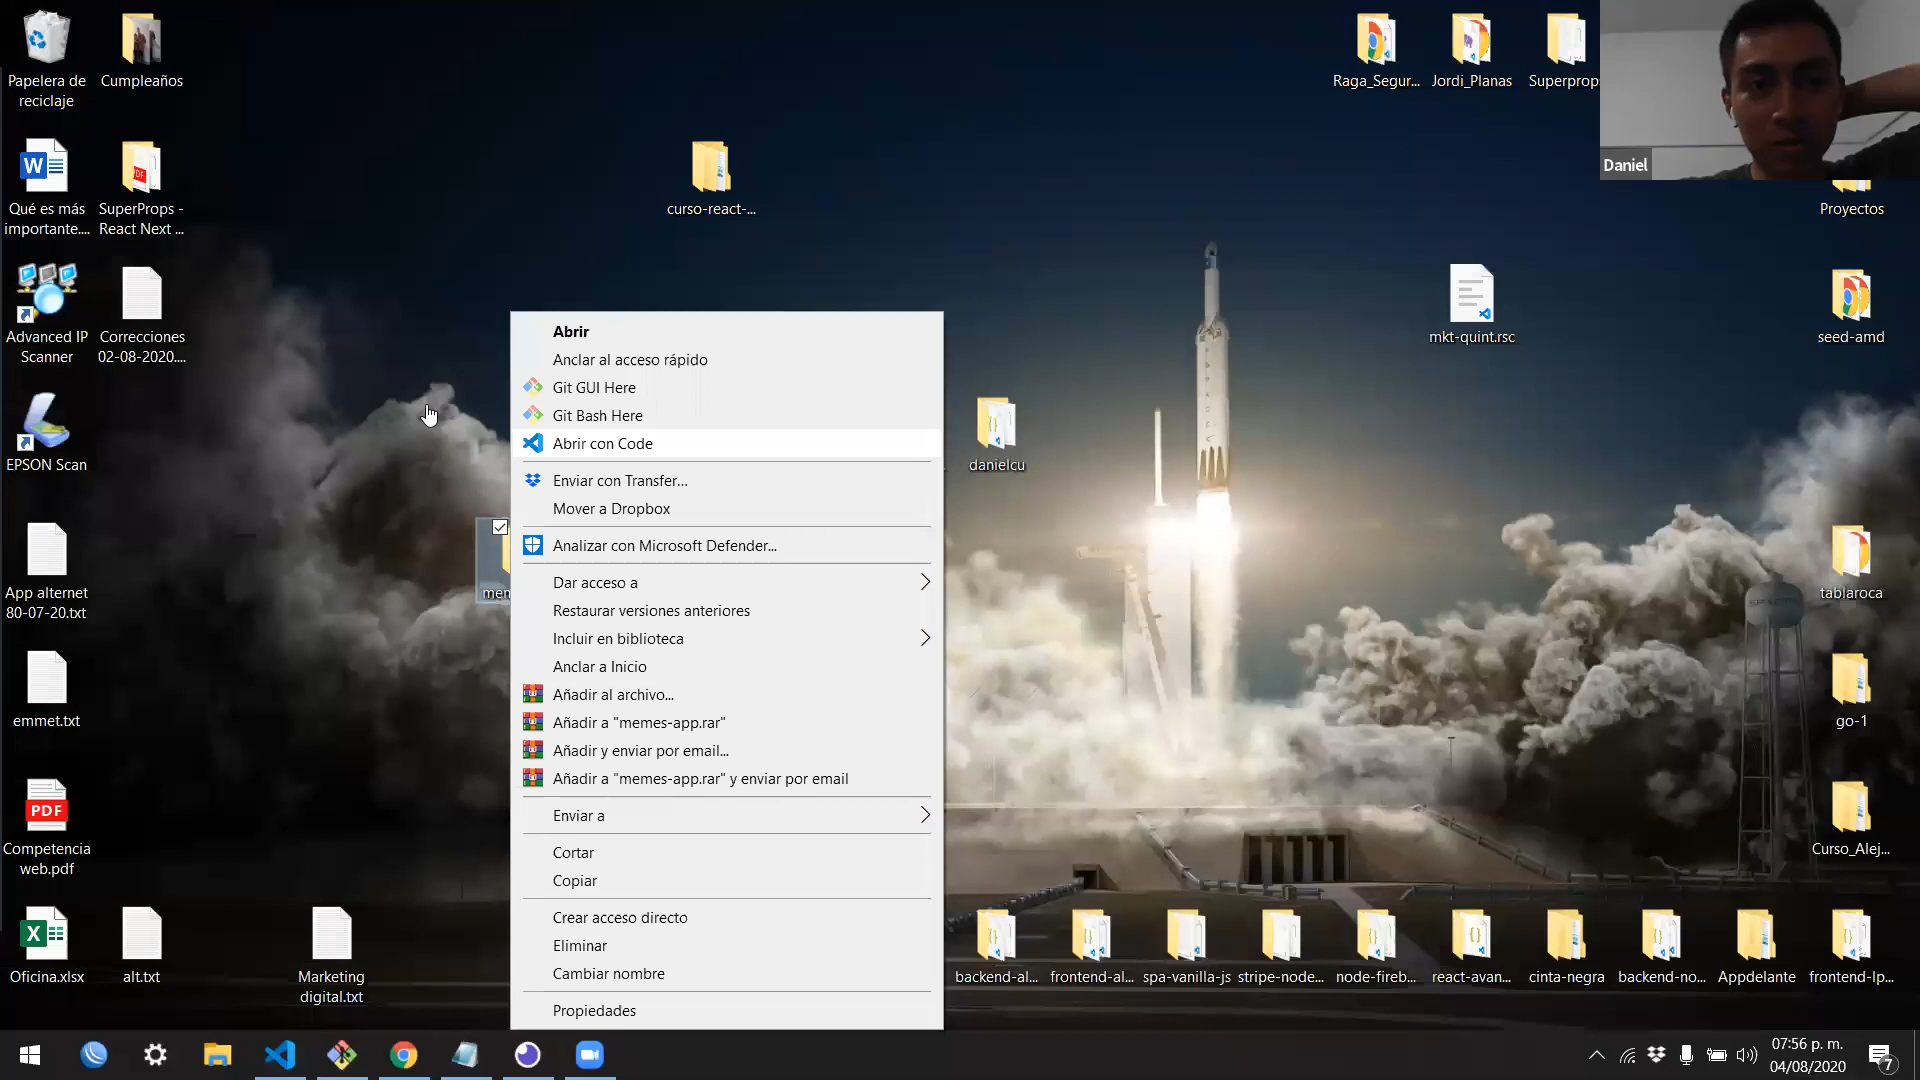 Papelera de
reciclaje
Cumpleaños
Raga_Segur...
Jordi_Planas
Superprops
Daniel
Qué es más
importante....
SuperProps -
React Next ...
curso-react-...
Proyectos
Advanced IP
Scanner
Correcciones
02-08-2020....
mkt-quint.rsc
seed-amd
EPSON Scan
danielcu
Abrir
Anclar al acceso rápido
Git GUI Here
Git Bash Here
Abrir con Code
Enviar con Transfer...
Mover a Dropbox
Analizar con Microsoft Defender...
Dar acceso a
Restaurar versiones anteriores
Incluir en biblioteca
Anclar a Inicio
Añadir al archivo...
Añadir a "memes-app.rar"
Añadir y enviar por email...
Añadir a "memes-app.rar" y enviar por email
Enviar a
Cortar
Copiar
Crear acceso directo
Eliminar
Cambiar nombre
Propiedades
App alternet
80-07-20.txt
tablaroca
emmet.txt
go-1
PDF
Competencia
web.pdf
Curso_Alej...
Oficina.xlsx
alt.txt
Marketing
digital.txt
backend-al...
frontend-al...
spa-vanilla-js
stripe-node...
node-fireb...
react-avan...
cinta-negra
backend-no...
Appdelante
frontend-lp...
07:56 p. m.
04/08/2020
7